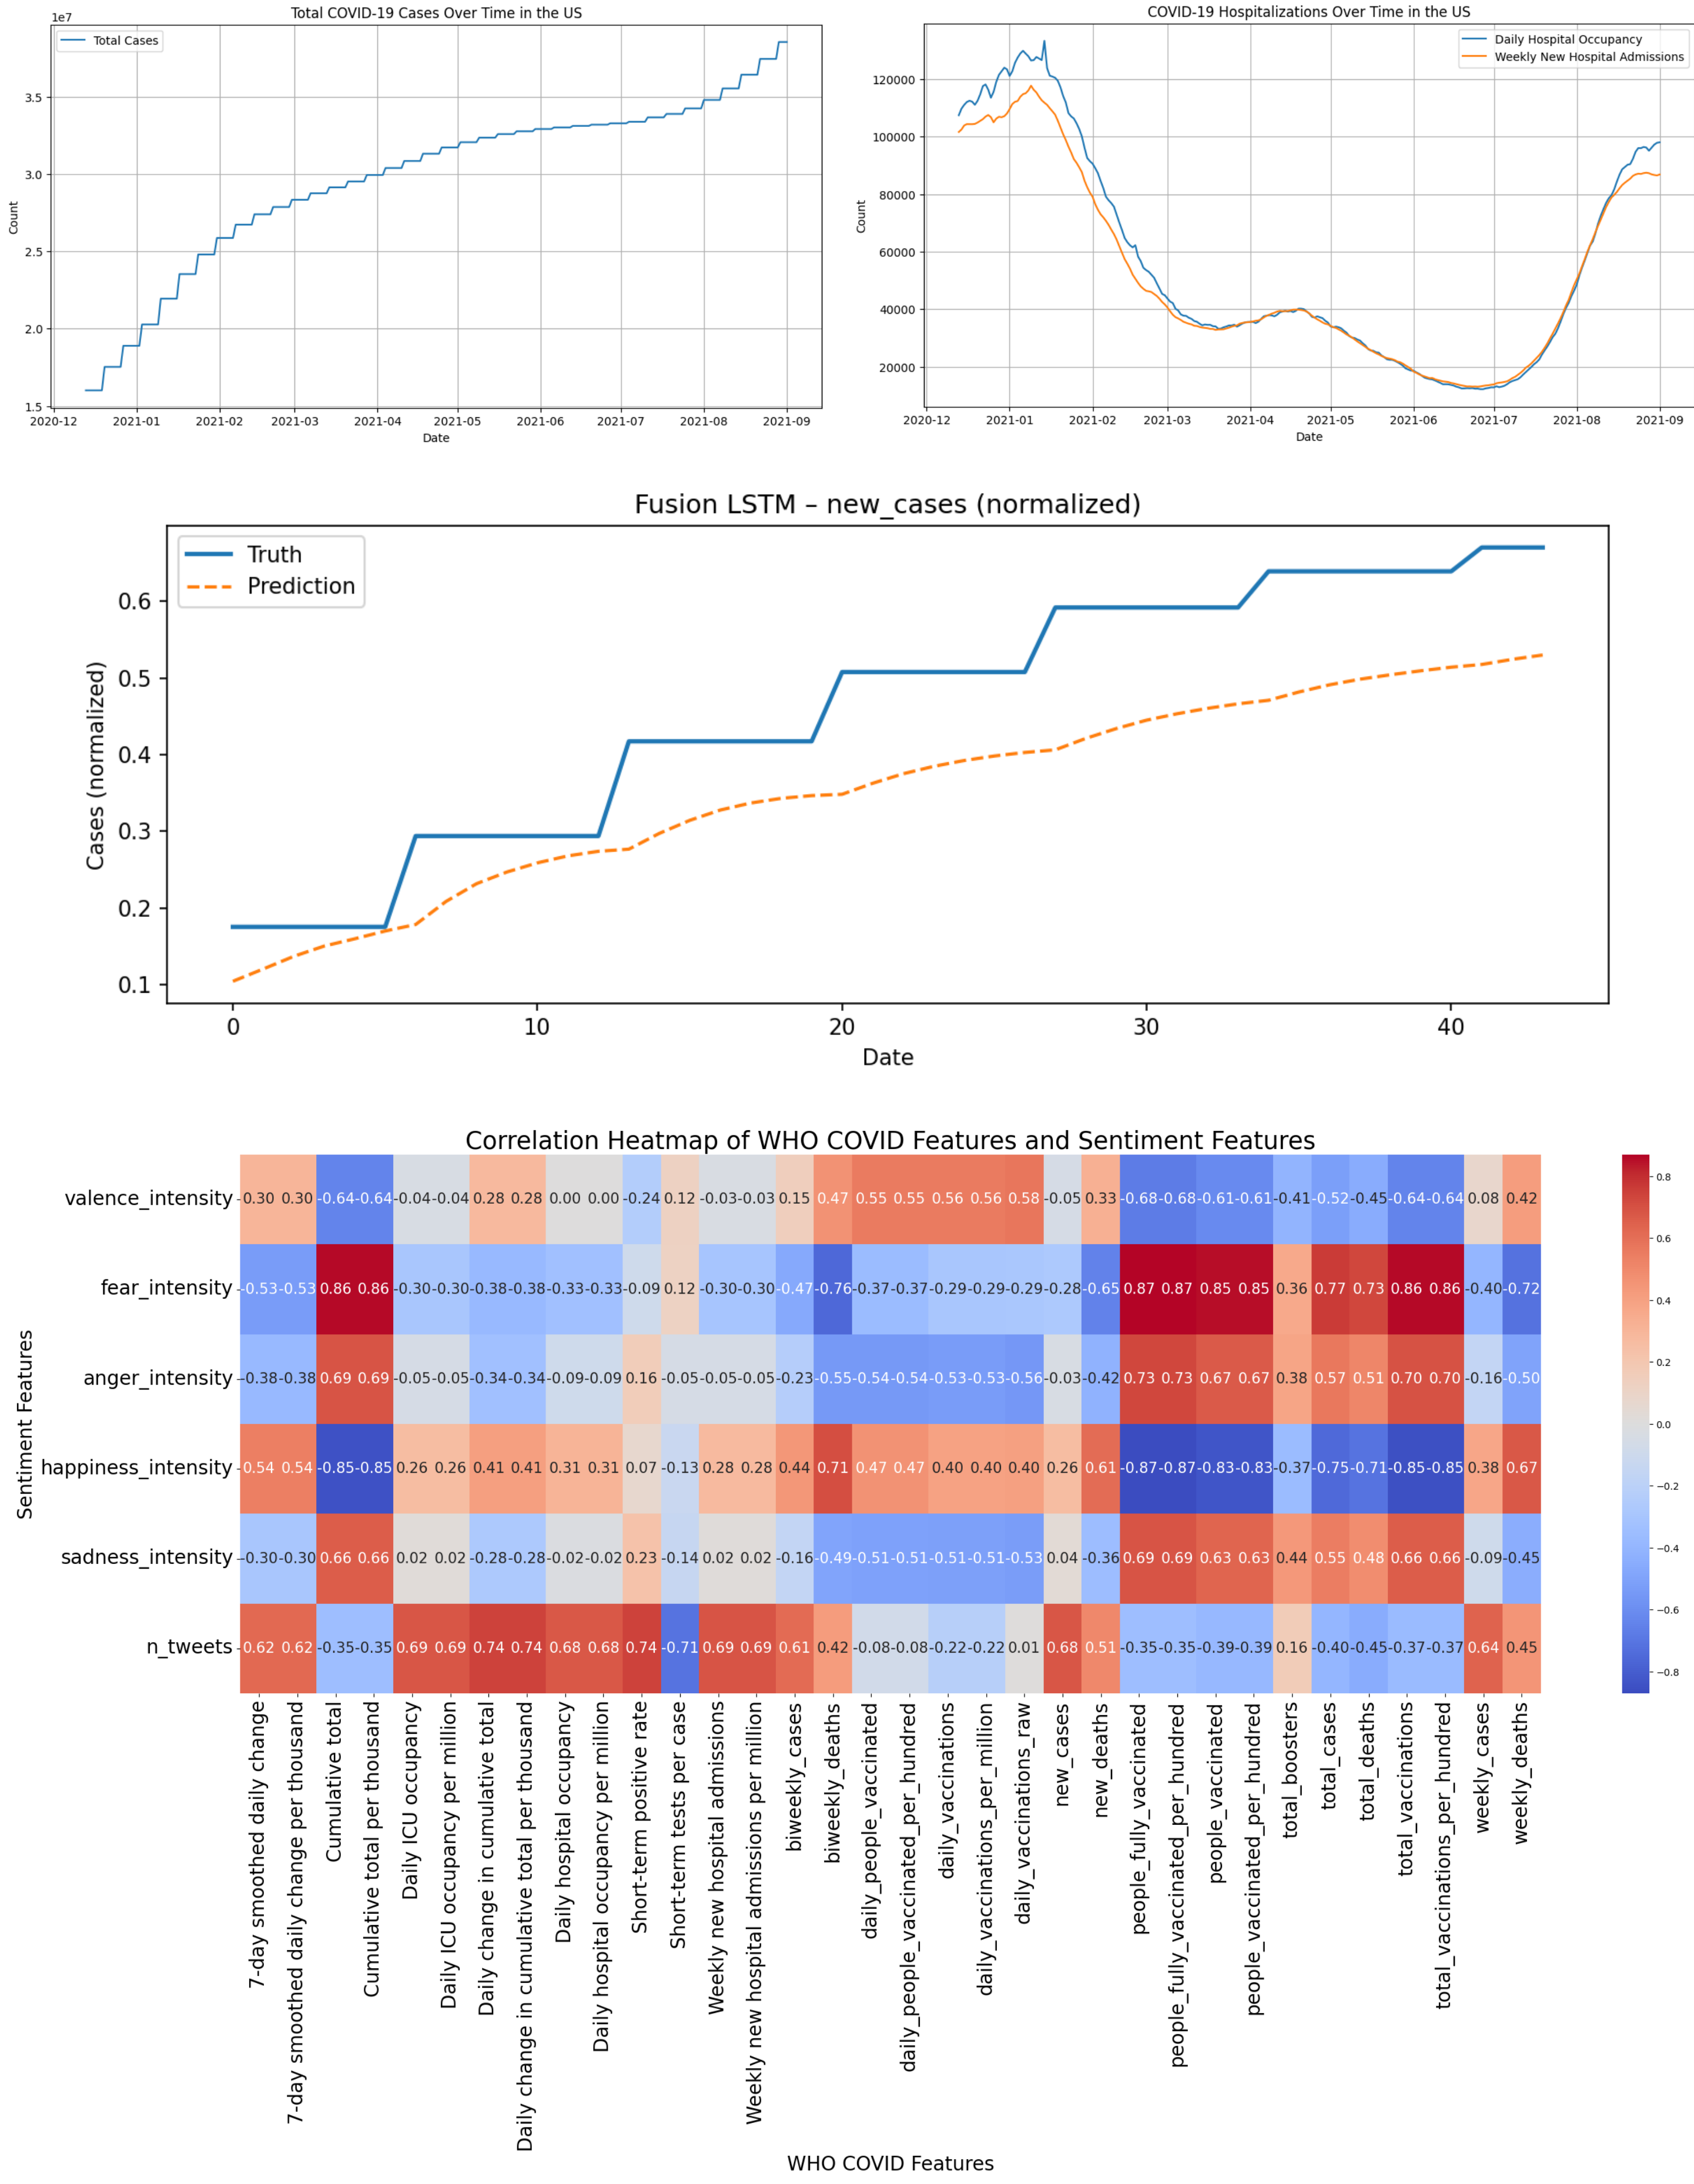 Total COVID-19 Cases Over Time in the US
1e7
Total Cases
3.5
3.0
2.5
2.0
1.5
Count
2020-12 2021-01 2021-02 2021-03 2021-04 2021-05 2021-06 2021-07 2021-08 2021-09
Date
COVID-19 Hospitalizations Over Time in the US
Daily Hospital Occupancy
Weekly New Hospital Admissions
120000
100000
80000
60000
40000
20000
Count
2020-12 2021-01 2021-02 2021-03 2021-04 2021-05 2021-06 2021-07 2021-08 2021-09
Date
Fusion LSTM – new_cases (normalized)
Truth
Prediction
0.6
0.5
0.4
0.3
0.2
0.1
Cases (normalized)
0 10 20 30 40
Date
Correlation Heatmap of WHO COVID Features and Sentiment Features
Sentiment Features
valence_intensity 0.30 0.30 -0.64 -0.64 -0.04 -0.04 0.28 0.28 0.00 0.00 -0.24 0.12 -0.03 -0.03 0.15 0.47 0.55 0.55 0.56 0.56 0.58 -0.05 0.33 -0.68 -0.68 -0.61 -0.61 -0.41 -0.52 -0.45 -0.64 -0.64 0.08 0.42
fear_intensity -0.53 -0.53 0.86 0.86 -0.30 -0.30 -0.38 -0.38 -0.33 -0.33 -0.09 0.12 -0.30 -0.30 -0.47 -0.76 -0.37 -0.37 -0.29 -0.29 -0.29 -0.28 -0.65 0.87 0.87 0.85 0.85 0.36 0.77 0.73 0.86 0.86 -0.40 -0.72
anger_intensity -0.38 -0.38 0.69 0.69 -0.05 -0.05 -0.34 -0.34 -0.09 -0.09 0.16 -0.05 -0.05 -0.05 -0.23 -0.55 -0.54 -0.54 -0.53 -0.53 -0.56 -0.03 -0.42 0.73 0.73 0.67 0.67 0.38 0.57 0.51 0.70 0.70 -0.16 -0.50
happiness_intensity 0.54 0.54 -0.85 -0.85 0.26 0.26 0.41 0.41 0.31 0.31 0.07 -0.13 0.28 0.28 0.44 0.71 0.47 0.47 0.40 0.40 0.40 0.26 0.61 -0.87 -0.87 -0.83 -0.83 -0.37 -0.75 -0.71 -0.85 -0.85 0.38 0.67
sadness_intensity -0.30 -0.30 0.66 0.66 0.02 0.02 -0.28 -0.28 -0.02 -0.02 0.23 -0.14 0.02 0.02 -0.16 -0.49 -0.51 -0.51 -0.51 -0.51 -0.53 0.04 -0.36 0.69 0.69 0.63 0.63 0.44 0.55 0.48 0.66 0.66 -0.09 -0.45
n_tweets 0.62 0.62 -0.35 -0.35 0.69 0.69 0.74 0.74 0.68 0.68 0.74 -0.71 0.69 0.69 0.61 0.42 -0.08 -0.08 -0.22 -0.22 0.01 0.68 0.51 -0.35 -0.35 -0.39 -0.39 0.16 -0.40 -0.45 -0.37 -0.37 0.64 0.45
0.8
0.6
0.4
0.2
0.0
−0.2
−0.4
−0.6
−0.8
7-day smoothed daily change
7-day smoothed daily change per thousand
Cumulative total
Cumulative total per thousand
Daily ICU occupancy
Daily ICU occupancy per million
Daily change in cumulative total
Daily change in cumulative total per thousand
Daily hospital occupancy
Daily hospital occupancy per million
Short-term positive rate
Short-term tests per case
Weekly new hospital admissions
Weekly new hospital admissions per million
biweekly_cases
biweekly_deaths
daily_people_vaccinated
daily_people_vaccinated_per_hundred
daily_vaccinations
daily_vaccinations_per_million
daily_vaccinations_raw
new_cases
new_deaths
people_fully_vaccinated
people_fully_vaccinated_per_hundred
people_vaccinated
people_vaccinated_per_hundred
total_boosters
total_cases
total_deaths
total_vaccinations
total_vaccinations_per_hundred
weekly_cases
weekly_deaths
WHO COVID Features